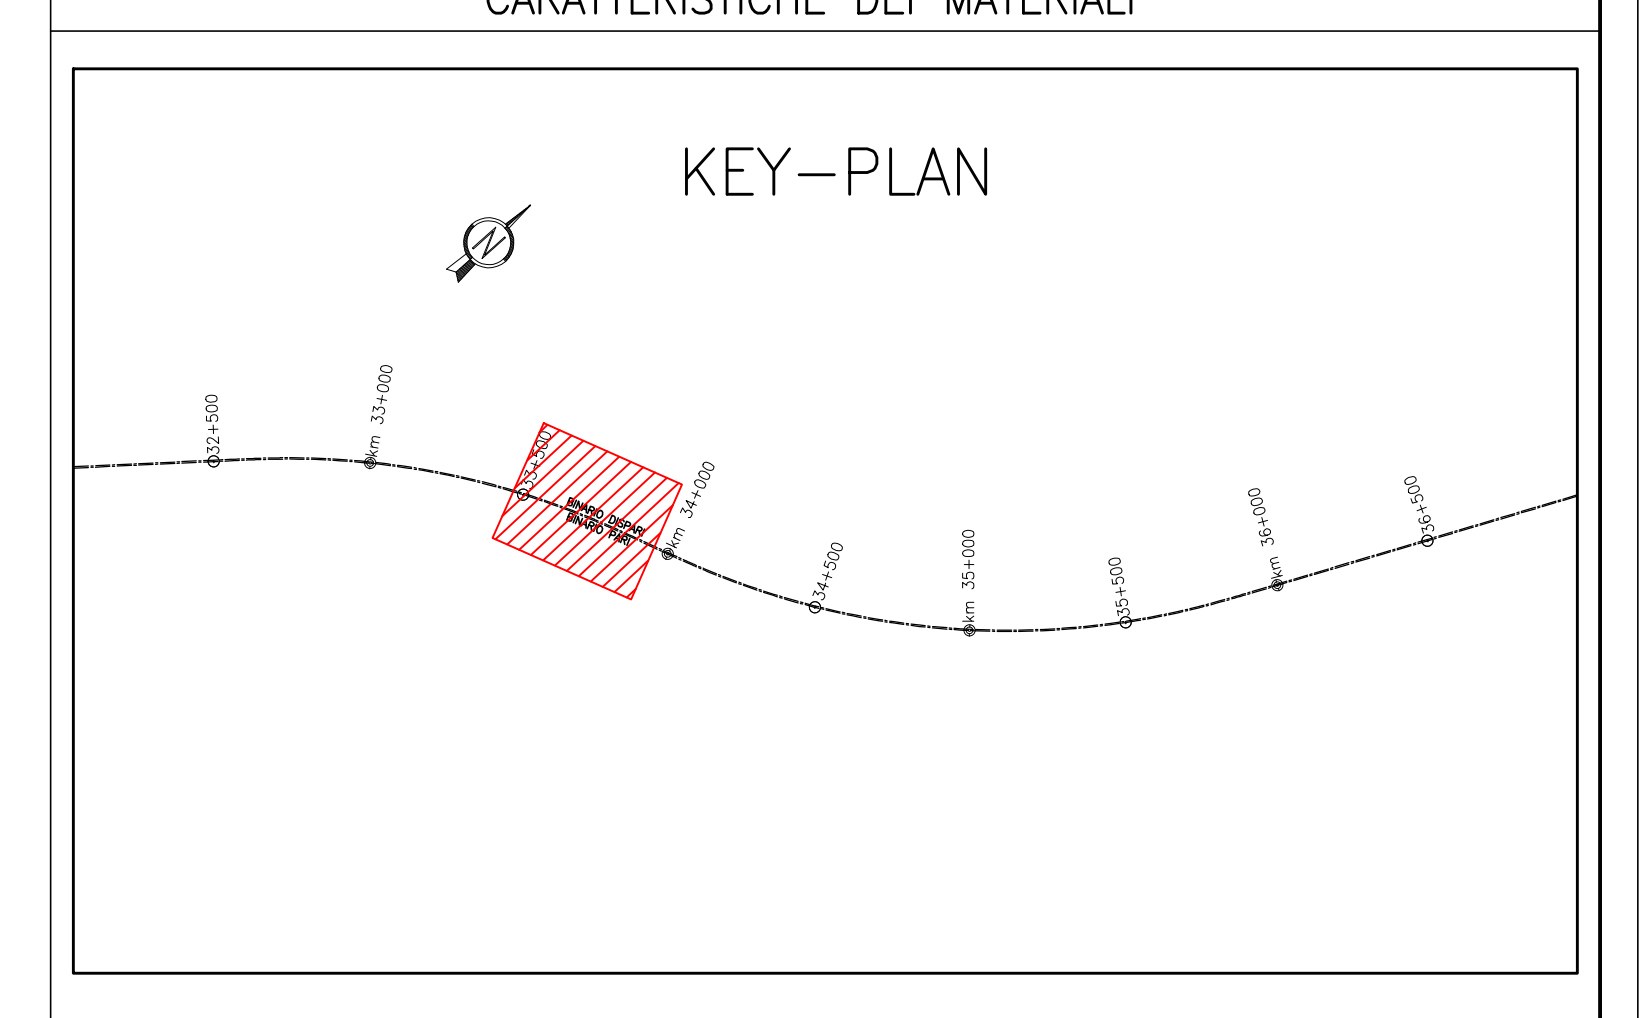 CARATTERISTICHE DEI MATERIALI
KEY-PLAN
N
32+500
km 33+000
33+500
BINARIO DISPARI
BINARIO PARI
km 34+000
34+500
km 35+000
35+500
km 36+000
36+500